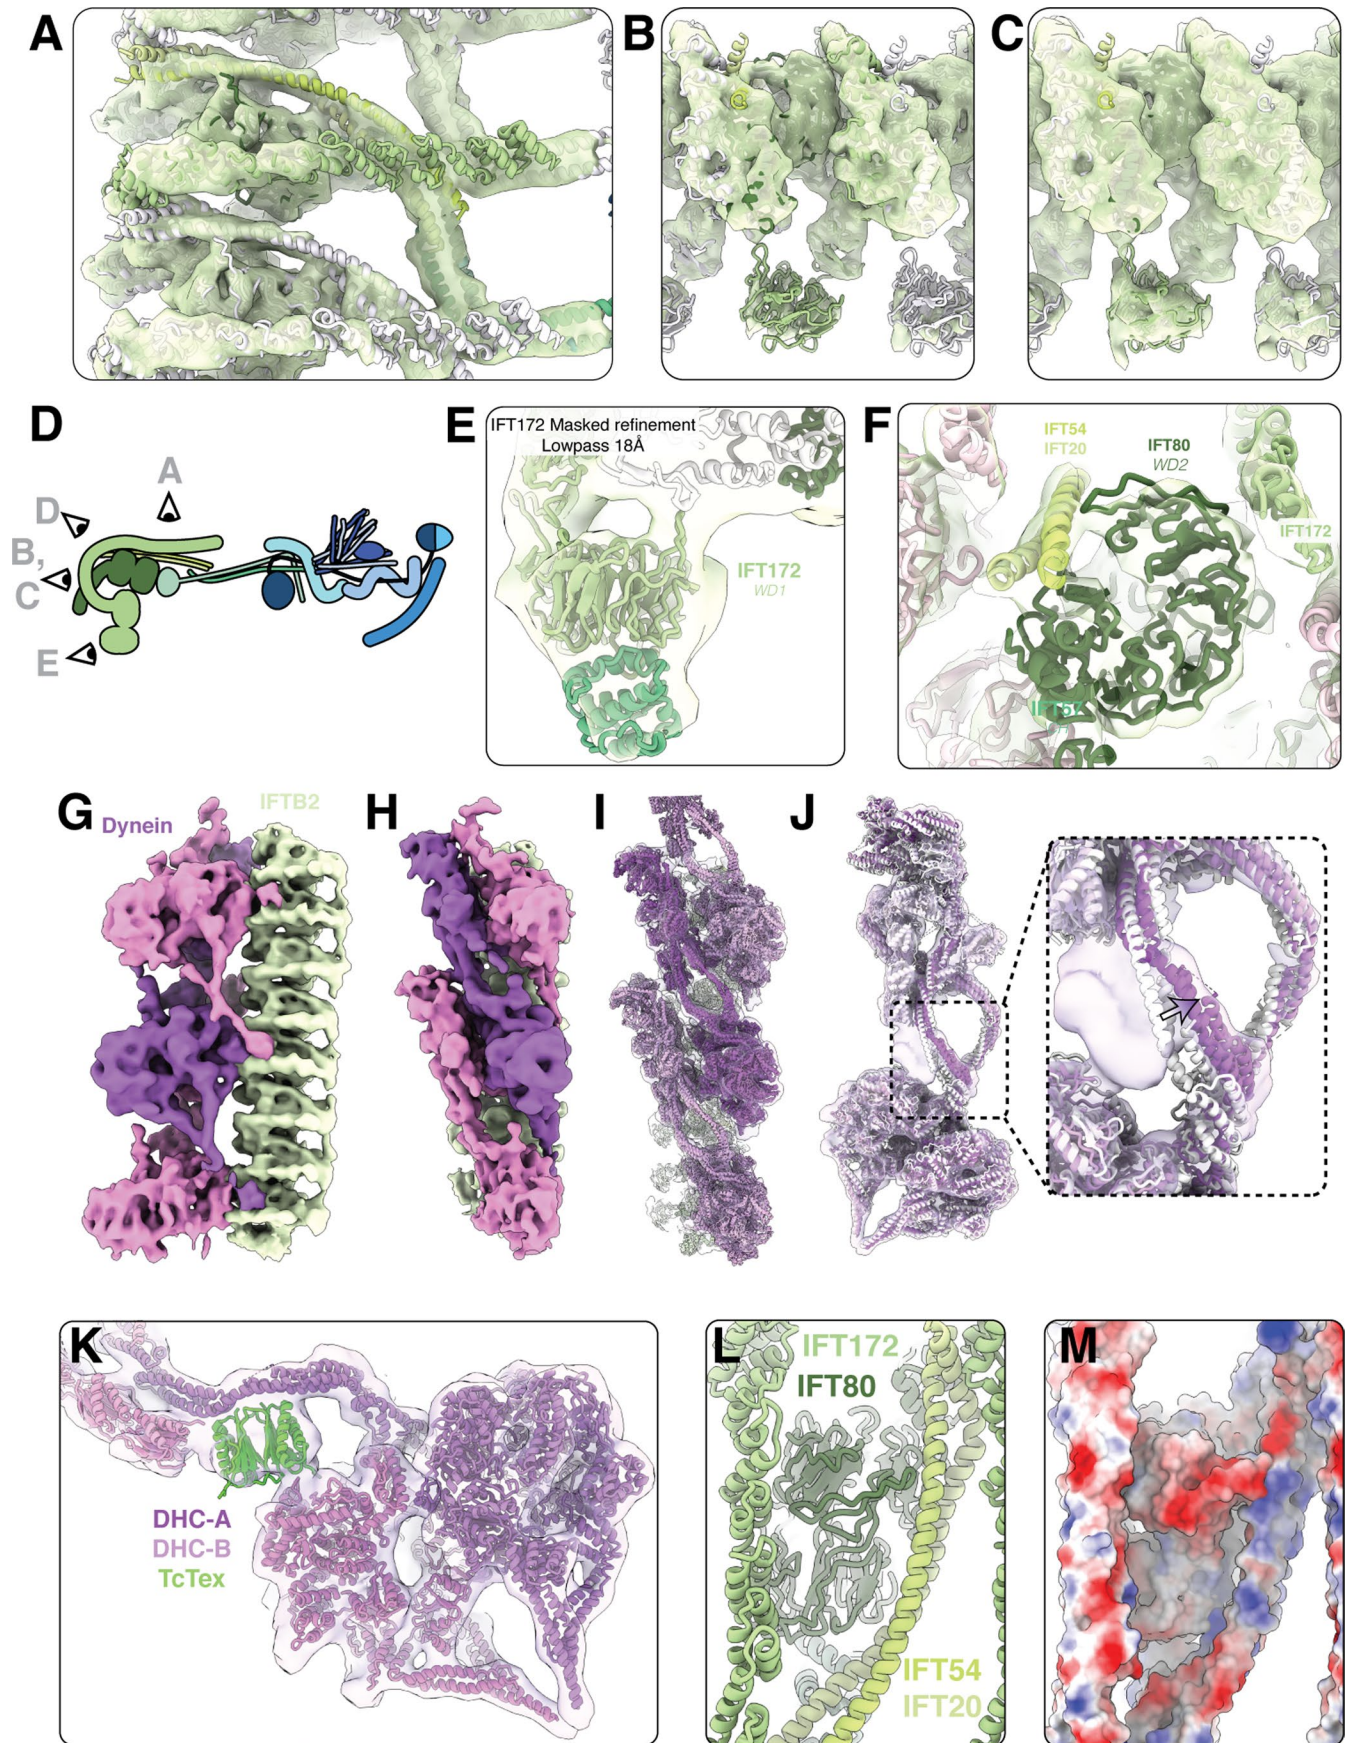 A
B
C
D
A
D
B,
C
E
E
IFT172 Masked refinement
Lowpass 18Å
IFT172
WD1
F
IFT54
IFT20
IFT80
WD2
IFT172
IFT57
G
Dynein
IFTB2
H
I
J
K
DHC-A
DHC-B
TcTex
L
IFT172
IFT80
IFT54
IFT20
M